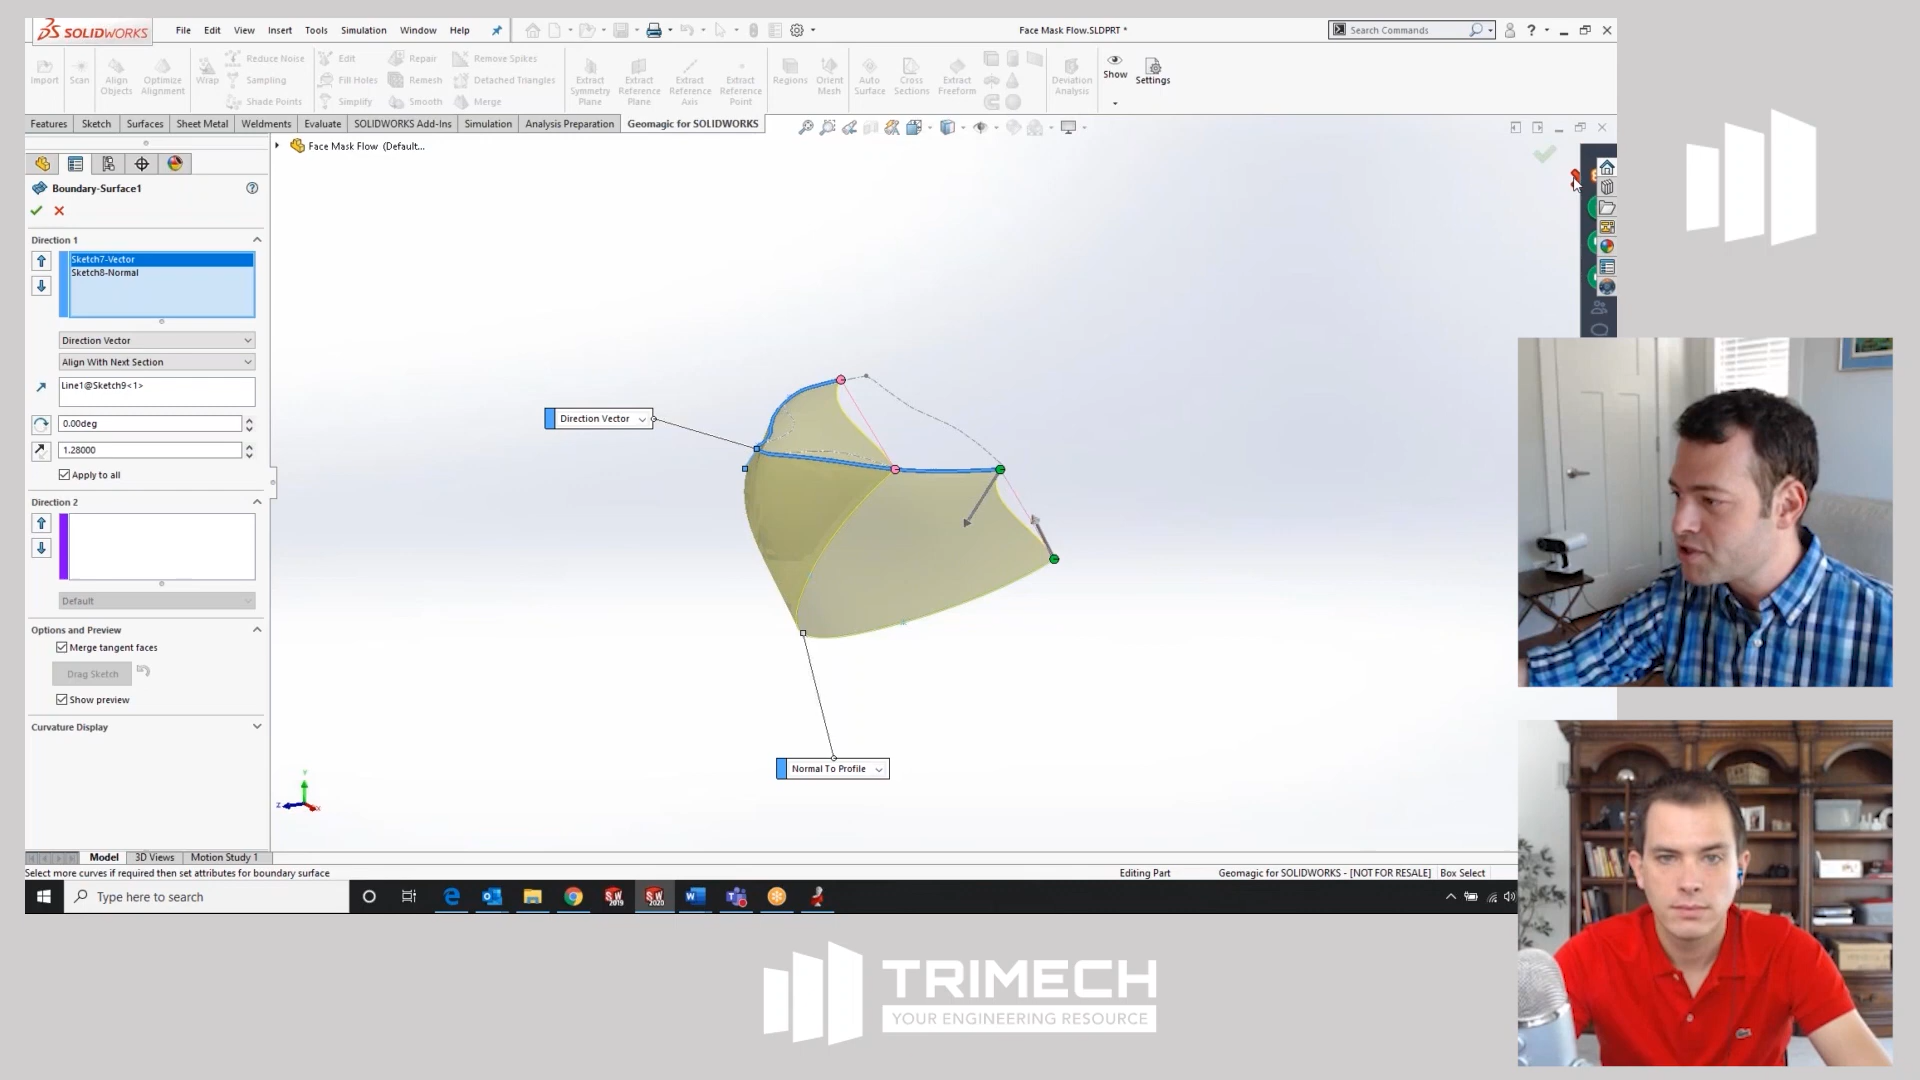 SOLIDWORKS File Edit View Insert Tools Simulation Window Help
Face Mask Flow.SLDPRT *
Search Commands
Import Scan Align Objects Optimize Alignment Wrap
Reduce Noise
Sampling
Shade Points
Edit
Fill Holes
Simplify
Repair
Remesh
Smooth
Remove Spikes
Detached Triangles
Merge
Extract Symmetry Plane
Extract Reference Plane
Extract Reference Axis
Extract Reference Point
Regions
Orient Mesh
Auto Surface
Cross Sections
Extract Freeform
Deviation Analysis
Show
Settings
Features Sketch Surfaces Sheet Metal Weldments Evaluate SOLIDWORKS Add-Ins Simulation Analysis Preparation Geomagic for SOLIDWORKS
Face Mask Flow (Default...
Boundary-Surface1
Direction 1
Sketch7-Vector
Sketch8-Normal
Direction Vector
Align With Next Section
Line1@Sketch9<1>
0.00deg
1.28000
Apply to all
Direction 2
Default
Options and Preview
Merge tangent faces
Drag Sketch
Show preview
Curvature Display
Direction Vector
Normal To Profile
Y
Z
X
Model 3D Views Motion Study 1
Select more curves if required then set attributes for boundary surface
Editing Part
Geomagic for SOLIDWORKS - [NOT FOR RESALE]
Box Select
Type here to search
SW 2019
SW 2020
TRIMECH
YOUR ENGINEERING RESOURCE